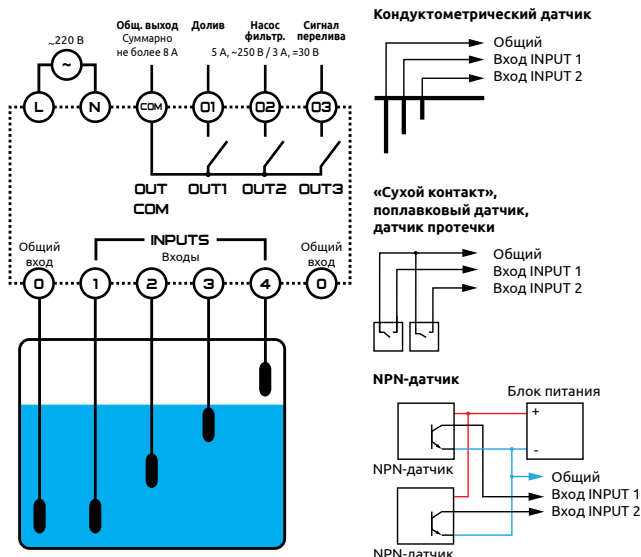 ~220 В
~
L
N
Общ. выход
Суммарно
не более 8 А
Долив
Насос
фильтр.
Сигнал
перелива
5 А, ~250 В / 3 А, =30 В
COM
01
02
03
OUT
COM
OUT1
OUT2
OUT3
Общий
вход
INPUTS
Входы
Общий
вход
0
1
2
3
4
0
Кондуктометрический датчик
Общий
Вход INPUT 1
Вход INPUT 2
«Сухой контакт»,
поплавковый датчик,
датчик протечки
Общий
Вход INPUT 1
Вход INPUT 2
NPN-датчик
Блок питания
+
-
NPN-датчик
Общий
Вход INPUT 1
Вход INPUT 2
NPN-датчик